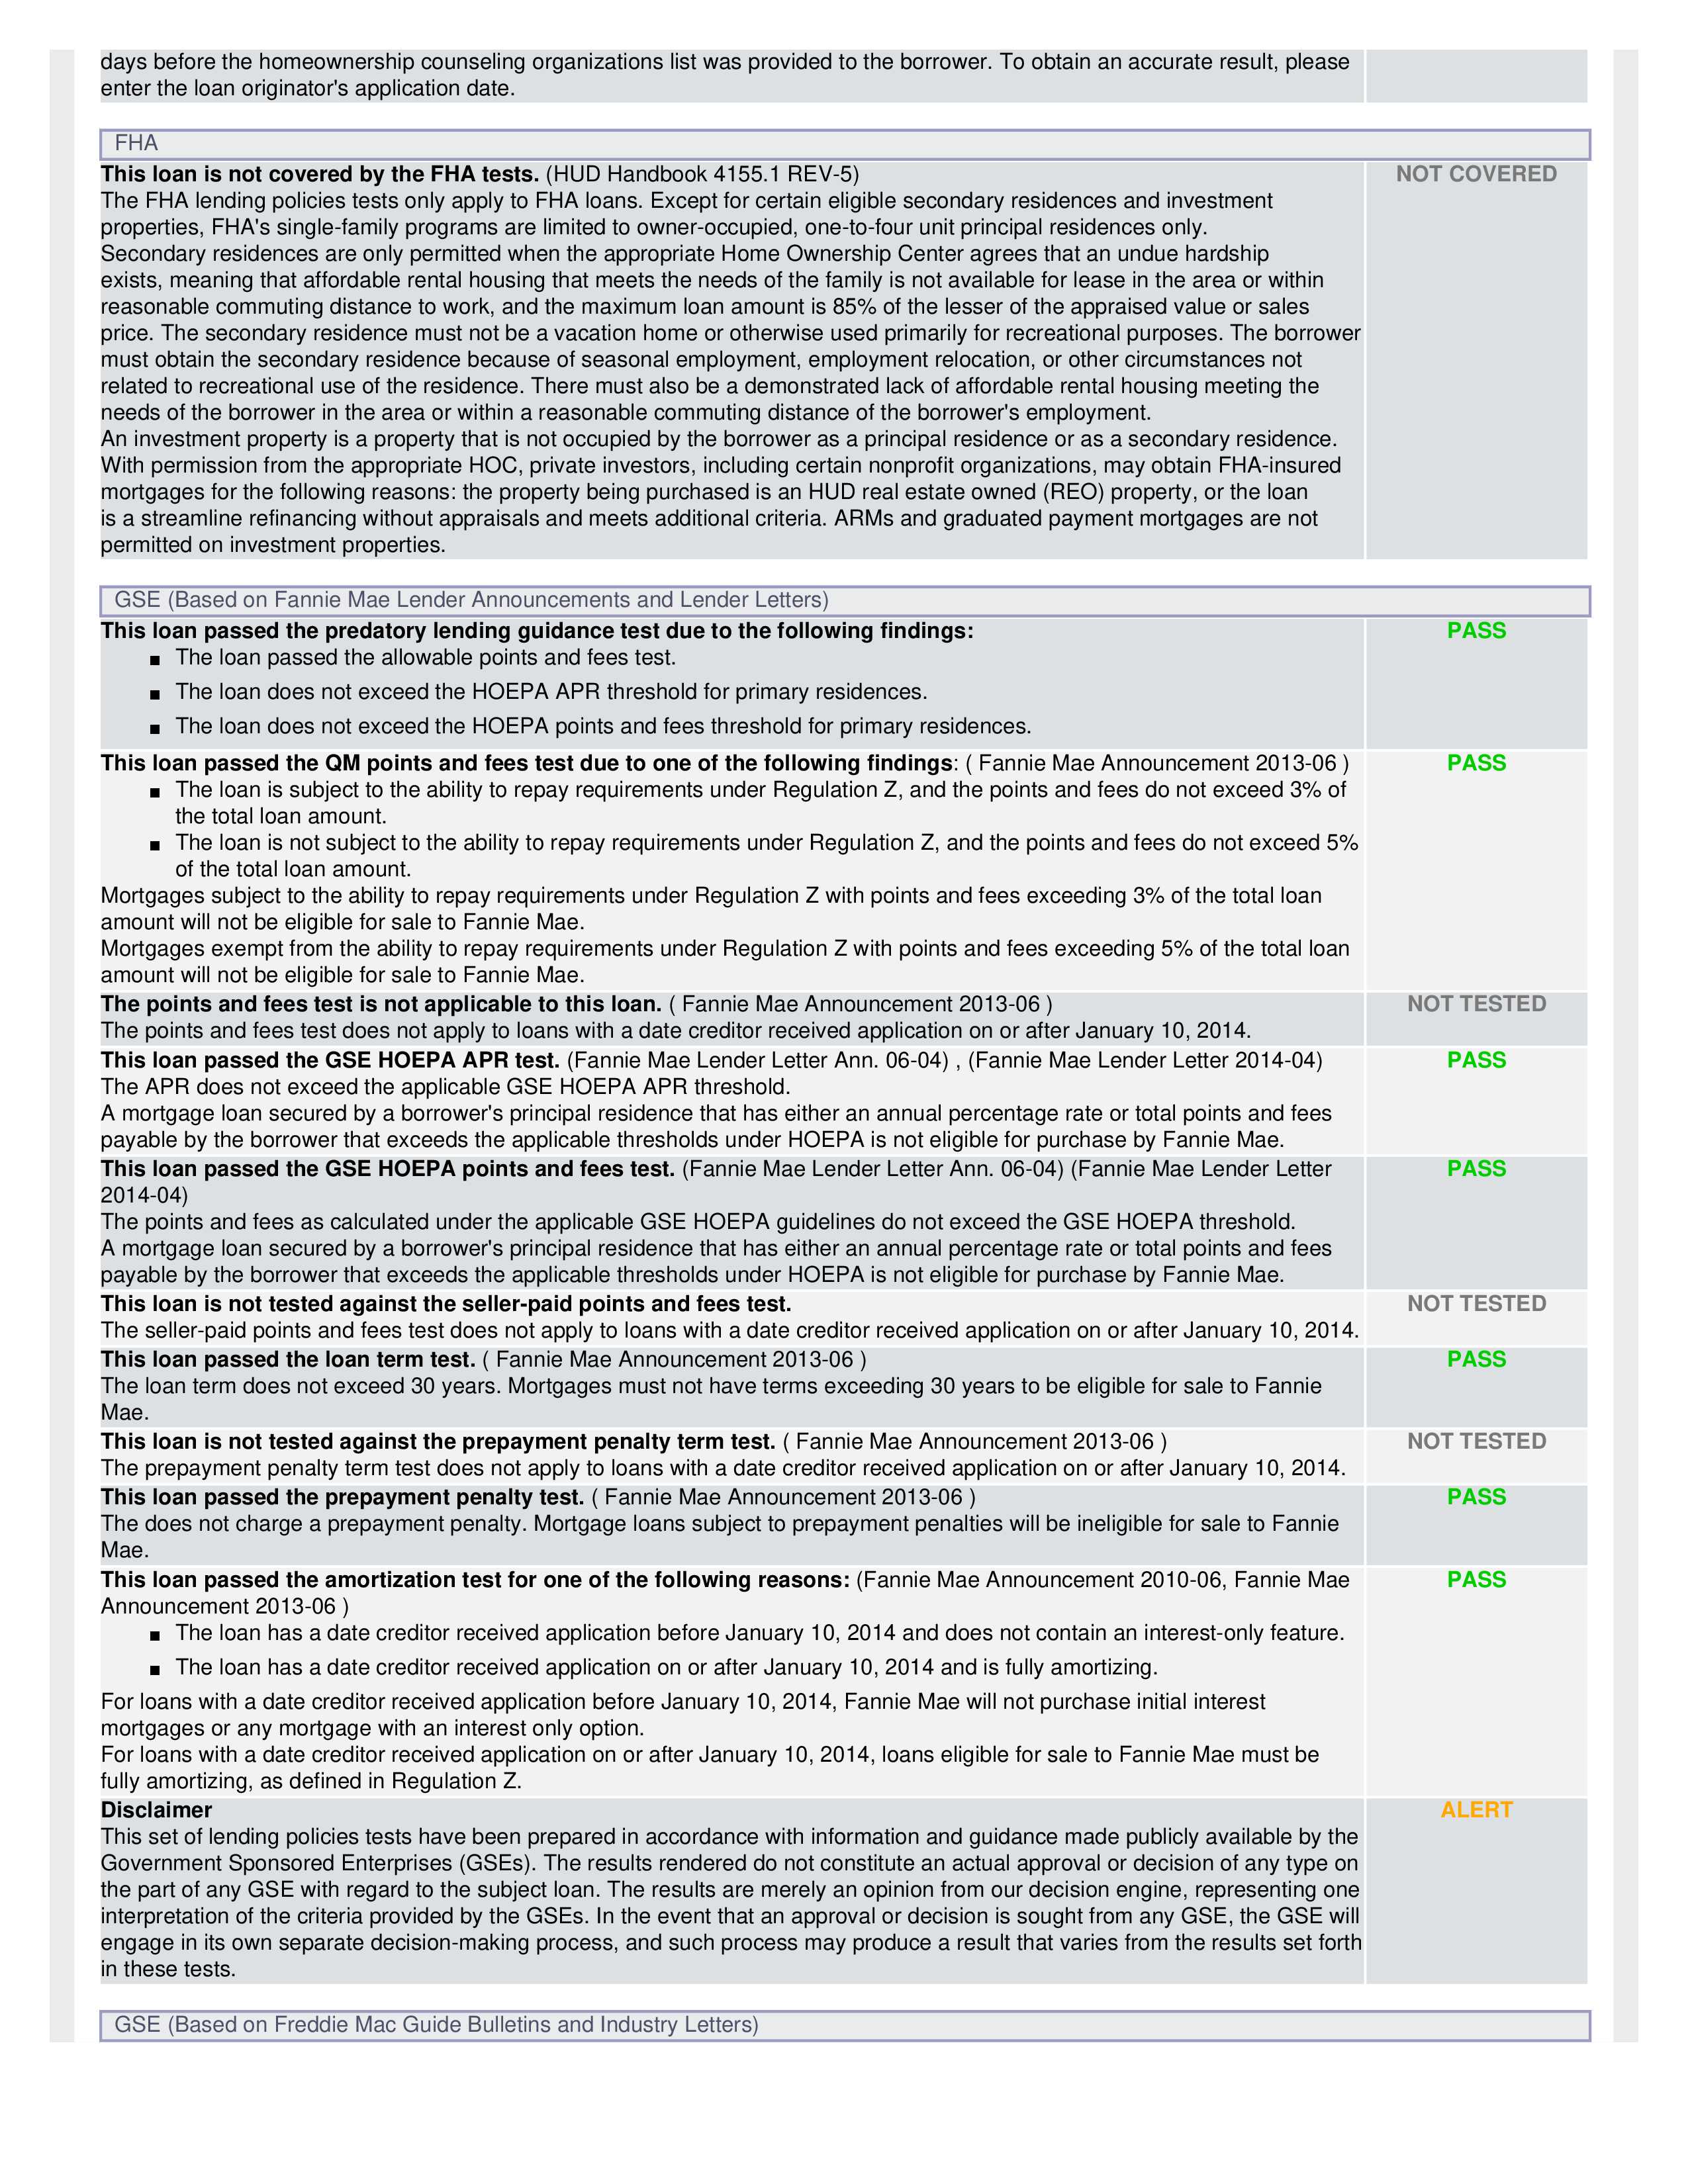 days before the homeownership counseling organizations list was provided to the borrower. To obtain an accurate result, please
enter the loan originator's application date.
FHA
This loan is not covered by the FHA tests. (HUD Handbook 4155.1 REV-5) NOT COVERED
The FHA lending policies tests only apply to FHA loans. Except for certain eligible secondary residences and investment
properties, FHA's single-family programs are limited to owner-occupied, one-to-four unit principal residences only.
Secondary residences are only permitted when the appropriate Home Ownership Center agrees that an undue hardship
exists, meaning that affordable rental housing that meets the needs of the family is not available for lease in the area or within
reasonable commuting distance to work, and the maximum loan amount is 85% of the lesser of the appraised value or sales
price. The secondary residence must not be a vacation home or otherwise used primarily for recreational purposes. The borrower
must obtain the secondary residence because of seasonal employment, employment relocation, or other circumstances not
related to recreational use of the residence. There must also be a demonstrated lack of affordable rental housing meeting the
needs of the borrower in the area or within a reasonable commuting distance of the borrower's employment.
An investment property is a property that is not occupied by the borrower as a principal residence or as a secondary residence.
With permission from the appropriate HOC, private investors, including certain nonprofit organizations, may obtain FHA-insured
mortgages for the following reasons: the property being purchased is an HUD real estate owned (REO) property, or the loan
is a streamline refinancing without appraisals and meets additional criteria. ARMs and graduated payment mortgages are not
permitted on investment properties.
GSE (Based on Fannie Mae Lender Announcements and Lender Letters)
This loan passed the predatory lending guidance test due to the following findings: PASS
■ The loan passed the allowable points and fees test.
■ The loan does not exceed the HOEPA APR threshold for primary residences.
■ The loan does not exceed the HOEPA points and fees threshold for primary residences.
This loan passed the QM points and fees test due to one of the following findings: ( Fannie Mae Announcement 2013-06 ) PASS
■ The loan is subject to the ability to repay requirements under Regulation Z, and the points and fees do not exceed 3% of
the total loan amount.
■ The loan is not subject to the ability to repay requirements under Regulation Z, and the points and fees do not exceed 5%
of the total loan amount.
Mortgages subject to the ability to repay requirements under Regulation Z with points and fees exceeding 3% of the total loan
amount will not be eligible for sale to Fannie Mae.
Mortgages exempt from the ability to repay requirements under Regulation Z with points and fees exceeding 5% of the total loan
amount will not be eligible for sale to Fannie Mae.
The points and fees test is not applicable to this loan. ( Fannie Mae Announcement 2013-06 ) NOT TESTED
The points and fees test does not apply to loans with a date creditor received application on or after January 10, 2014.
This loan passed the GSE HOEPA APR test. (Fannie Mae Lender Letter Ann. 06-04) , (Fannie Mae Lender Letter 2014-04) PASS
The APR does not exceed the applicable GSE HOEPA APR threshold.
A mortgage loan secured by a borrower's principal residence that has either an annual percentage rate or total points and fees
payable by the borrower that exceeds the applicable thresholds under HOEPA is not eligible for purchase by Fannie Mae.
This loan passed the GSE HOEPA points and fees test. (Fannie Mae Lender Letter Ann. 06-04) (Fannie Mae Lender Letter PASS
2014-04)
The points and fees as calculated under the applicable GSE HOEPA guidelines do not exceed the GSE HOEPA threshold.
A mortgage loan secured by a borrower's principal residence that has either an annual percentage rate or total points and fees
payable by the borrower that exceeds the applicable thresholds under HOEPA is not eligible for purchase by Fannie Mae.
This loan is not tested against the seller-paid points and fees test. NOT TESTED
The seller-paid points and fees test does not apply to loans with a date creditor received application on or after January 10, 2014.
This loan passed the loan term test. ( Fannie Mae Announcement 2013-06 ) PASS
The loan term does not exceed 30 years. Mortgages must not have terms exceeding 30 years to be eligible for sale to Fannie
Mae.
This loan is not tested against the prepayment penalty term test. ( Fannie Mae Announcement 2013-06 ) NOT TESTED
The prepayment penalty term test does not apply to loans with a date creditor received application on or after January 10, 2014.
This loan passed the prepayment penalty test. ( Fannie Mae Announcement 2013-06 ) PASS
The does not charge a prepayment penalty. Mortgage loans subject to prepayment penalties will be ineligible for sale to Fannie
Mae.
This loan passed the amortization test for one of the following reasons: (Fannie Mae Announcement 2010-06, Fannie Mae PASS
Announcement 2013-06 )
■ The loan has a date creditor received application before January 10, 2014 and does not contain an interest-only feature.
■ The loan has a date creditor received application on or after January 10, 2014 and is fully amortizing.
For loans with a date creditor received application before January 10, 2014, Fannie Mae will not purchase initial interest
mortgages or any mortgage with an interest only option.
For loans with a date creditor received application on or after January 10, 2014, loans eligible for sale to Fannie Mae must be
fully amortizing, as defined in Regulation Z.
Disclaimer ALERT
This set of lending policies tests have been prepared in accordance with information and guidance made publicly available by the
Government Sponsored Enterprises (GSEs). The results rendered do not constitute an actual approval or decision of any type on
the part of any GSE with regard to the subject loan. The results are merely an opinion from our decision engine, representing one
interpretation of the criteria provided by the GSEs. In the event that an approval or decision is sought from any GSE, the GSE will
engage in its own separate decision-making process, and such process may produce a result that varies from the results set forth
in these tests.
GSE (Based on Freddie Mac Guide Bulletins and Industry Letters)